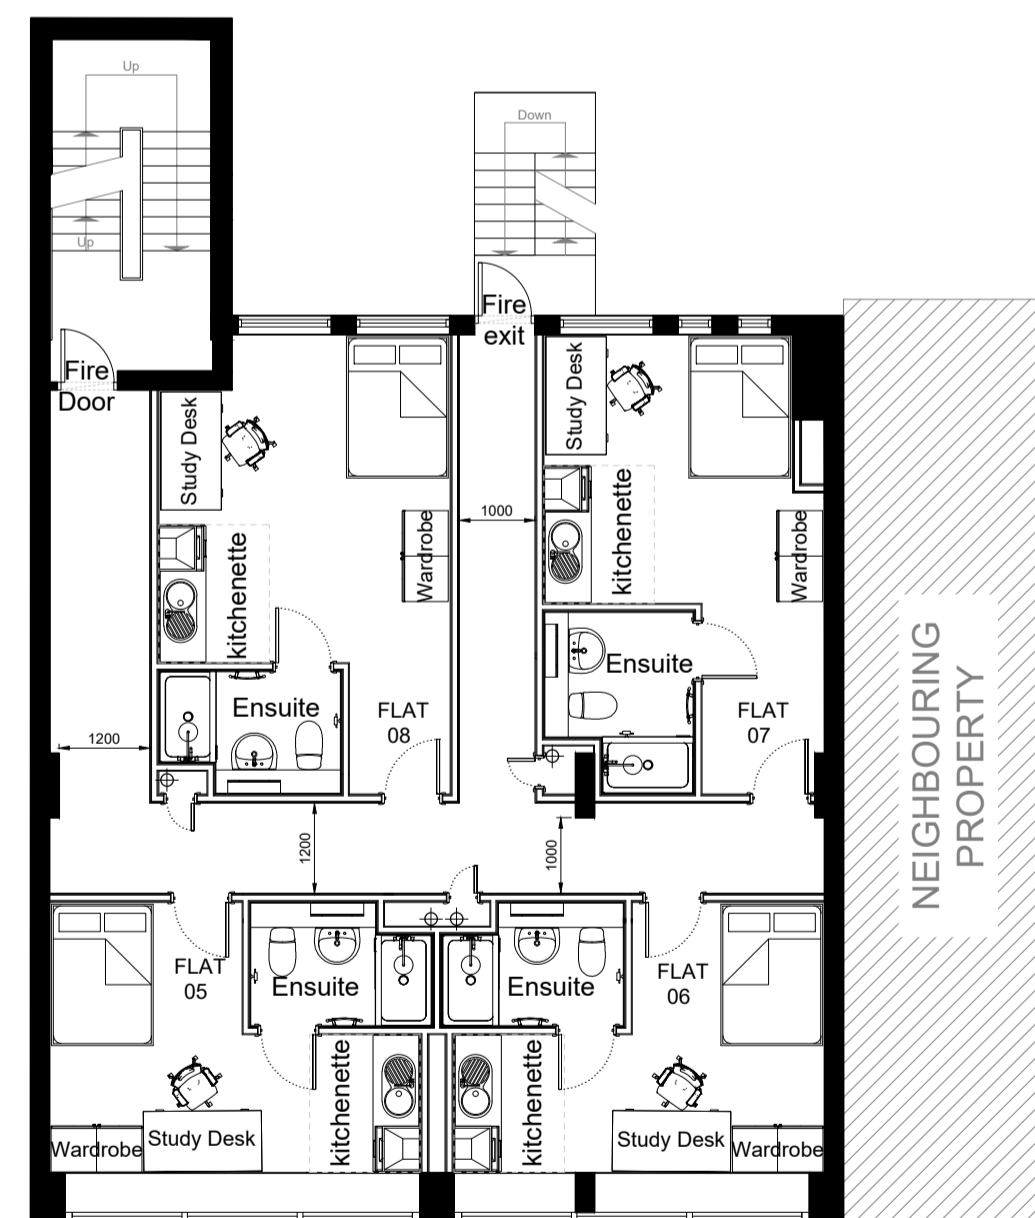 Up
Down
Up
Fire
exit
Fire
Door
Study Desk
Study Desk
1000
Wardrobe
Wardrobe
kitchenette
kitchenette
Ensuite
Ensuite
FLAT
08
FLAT
07
1200
1200
1000
NEIGHBOURING
PROPERTY
FLAT
05
Ensuite
Ensuite
FLAT
06
kitchenette
kitchenette
Wardrobe
Study Desk
Study Desk
Wardrobe